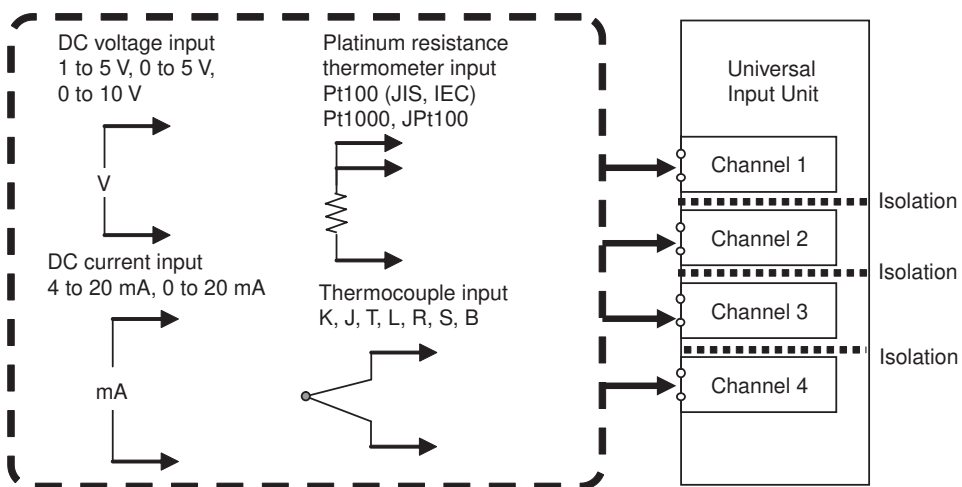 DC voltage input
1 to 5 V, 0 to 5 V,
0 to 10 V
V
DC current input
4 to 20 mA, 0 to 20 mA
mA
Platinum resistance
thermometer input
Pt100 (JIS, IEC)
Pt1000, JPt100
Thermocouple input
K, J, T, L, R, S, B
Universal
Input Unit
Channel 1
Isolation
Channel 2
Isolation
Channel 3
Isolation
Channel 4